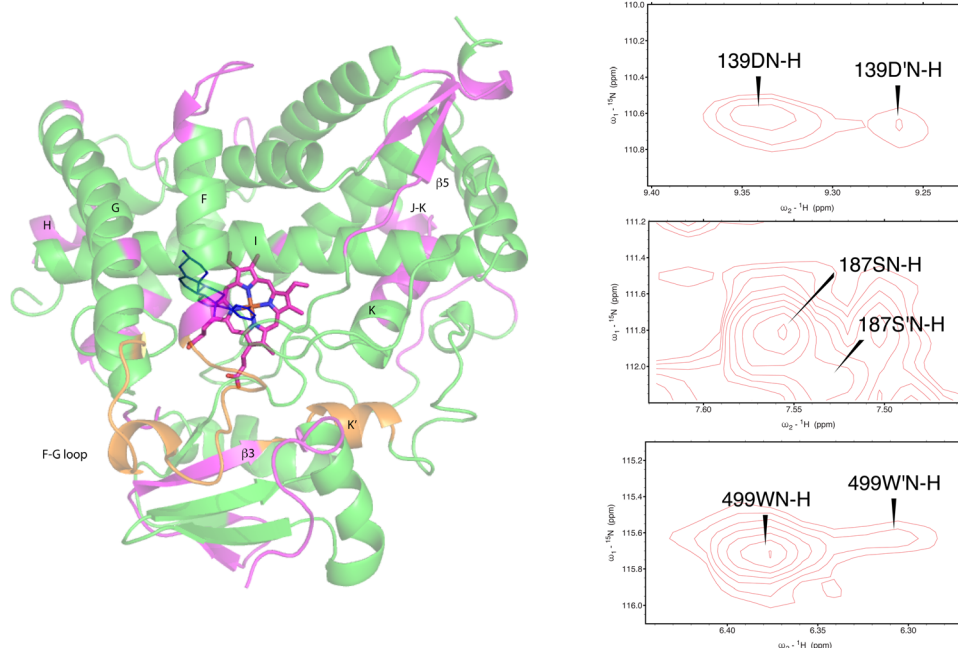 F
G
H
I
β5
J-K
K
F-G loop
β3
K'
110.0
110.2
110.4
110.6
110.8
ω₁ - ¹⁵N (ppm)
139DN-H
139D'N-H
9.40
9.35
9.30
9.25
ω₂ - ¹H (ppm)
111.2
111.4
111.6
111.8
112.0
ω₁ - ¹⁵N (ppm)
187SN-H
187S'N-H
7.60
7.55
7.50
ω₂ - ¹H (ppm)
115.2
115.4
115.6
115.8
116.0
ω₁ - ¹⁵N (ppm)
499WN-H
499W'N-H
6.40
6.35
6.30
ω₂ - ¹H (ppm)